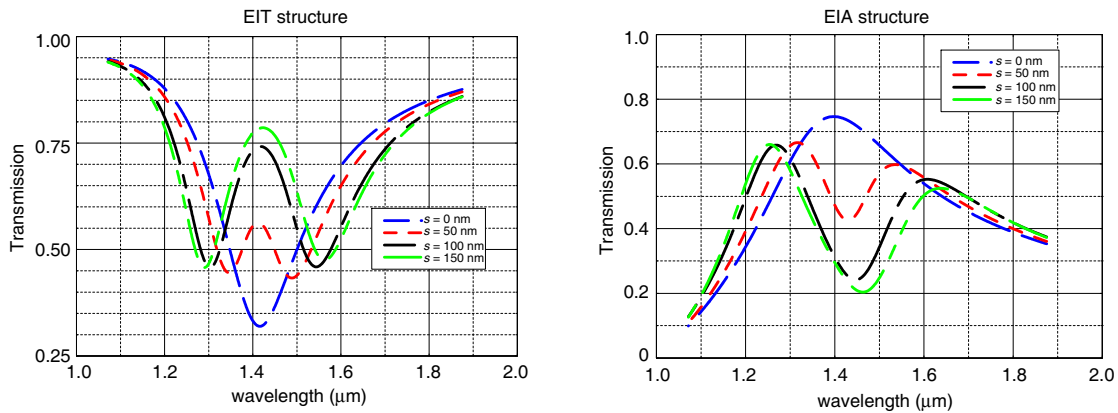 EIT structure
1.00
0.75
0.50
0.25
Transmission
s = 0 nm
s = 50 nm
s = 100 nm
s = 150 nm
1.0 1.2 1.4 1.6 1.8 2.0
wavelength (μm)
EIA structure
1.0
0.8
0.6
0.4
0.2
0
Transmission
s = 0 nm
s = 50 nm
s = 100 nm
s = 150 nm
1.0 1.2 1.4 1.6 1.8 2.0
wavelength (μm)